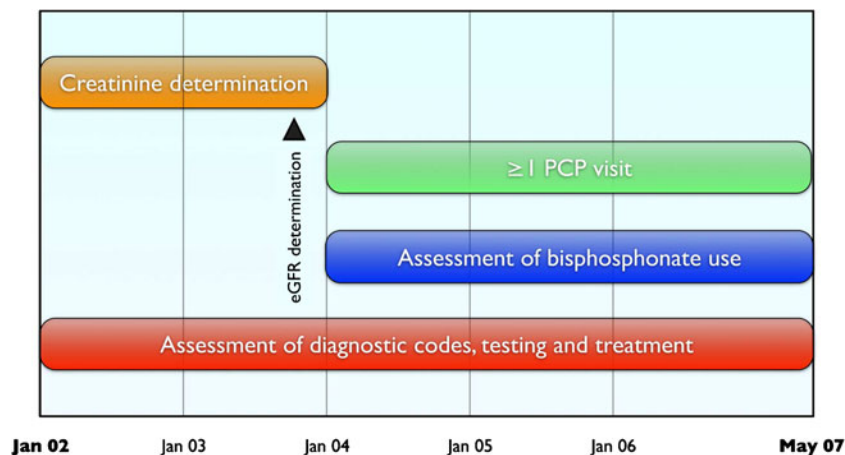 Creatinine determination
eGFR determination
≥1 PCP visit
Assessment of bisphosphonate use
Assessment of diagnostic codes, testing and treatment
Jan 02 Jan 03 Jan 04 Jan 05 Jan 06 May 07